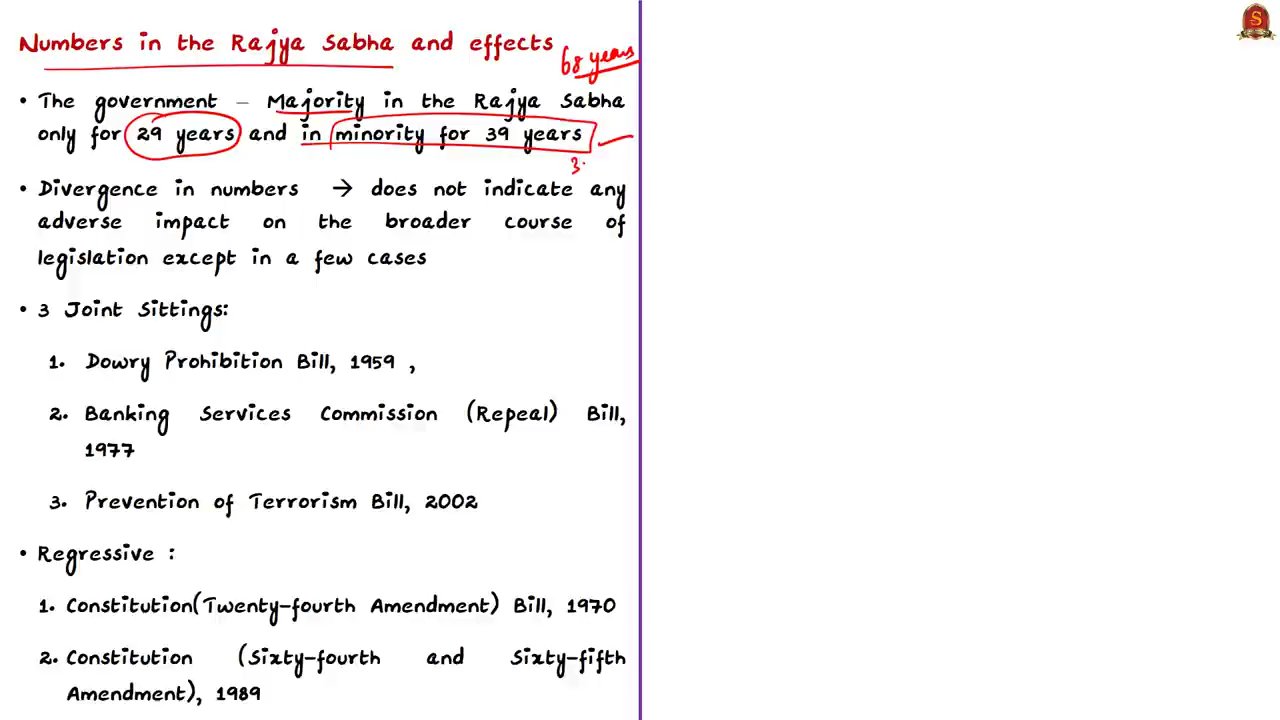 Numbers in the Rajya Sabha and effects
68 years
• The government – Majority in the Rajya Sabha
only for 29 years and in minority for 39 years
3.
• Divergence in numbers → does not indicate any
adverse impact on the broader course of
legislation except in a few cases
• 3 Joint Sittings:
1. Dowry Prohibition Bill, 1959 ,
2. Banking Services Commission (Repeal) Bill,
1977
3. Prevention of Terrorism Bill, 2002
• Regressive :
1. Constitution(Twenty-fourth Amendment) Bill, 1970
2. Constitution (Sixty-fourth and Sixty-fifth
Amendment), 1989
S